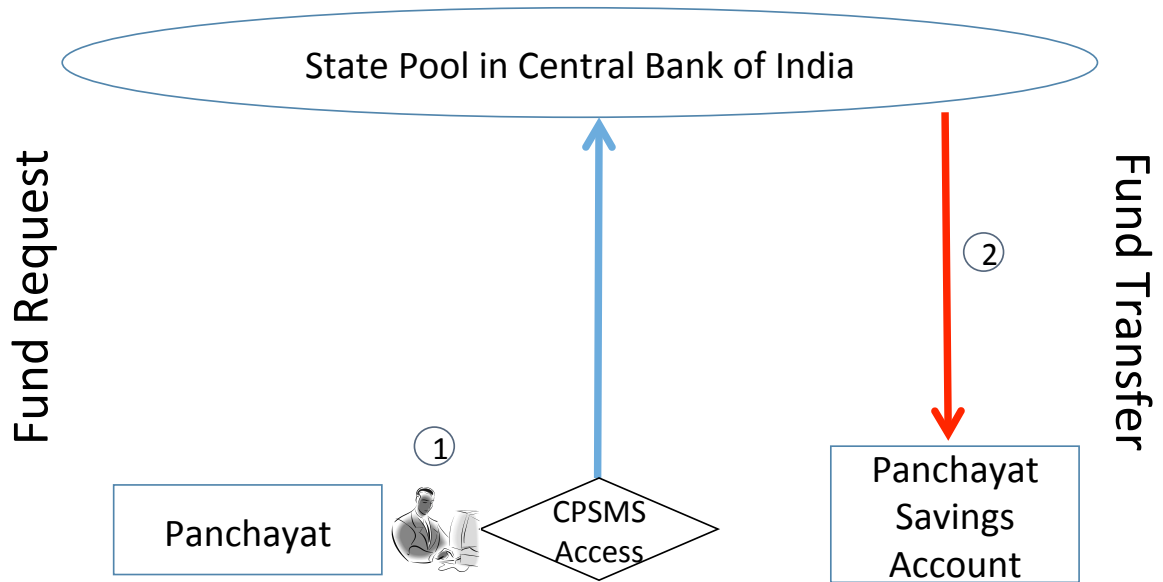 State Pool in Central Bank of India
Fund Request
Fund Transfer
2
1
Panchayat
CPSMS
Access
Panchayat
Savings
Account